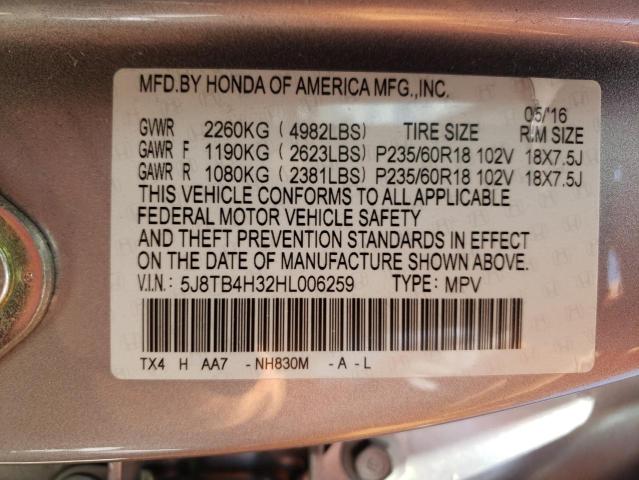 MFD.BY HONDA OF AMERICA MFG.,INC.
05/'16
GVWR 2260KG ( 4982LBS) TIRE SIZE RIM SIZE
GAWR F 1190KG ( 2623LBS) P235/60R18 102V 18X7.5J
GAWR R 1080KG ( 2381LBS) P235/60R18 102V 18X7.5J
THIS VEHICLE CONFORMS TO ALL APPLICABLE
FEDERAL MOTOR VEHICLE SAFETY
AND THEFT PREVENTION STANDARDS IN EFFECT
ON THE DATE OF MANUFACTURE SHOWN ABOVE.
V.I.N.: 5J8TB4H32HL006259 TYPE: MPV
TX4 H AA7 -NH830M -A -L